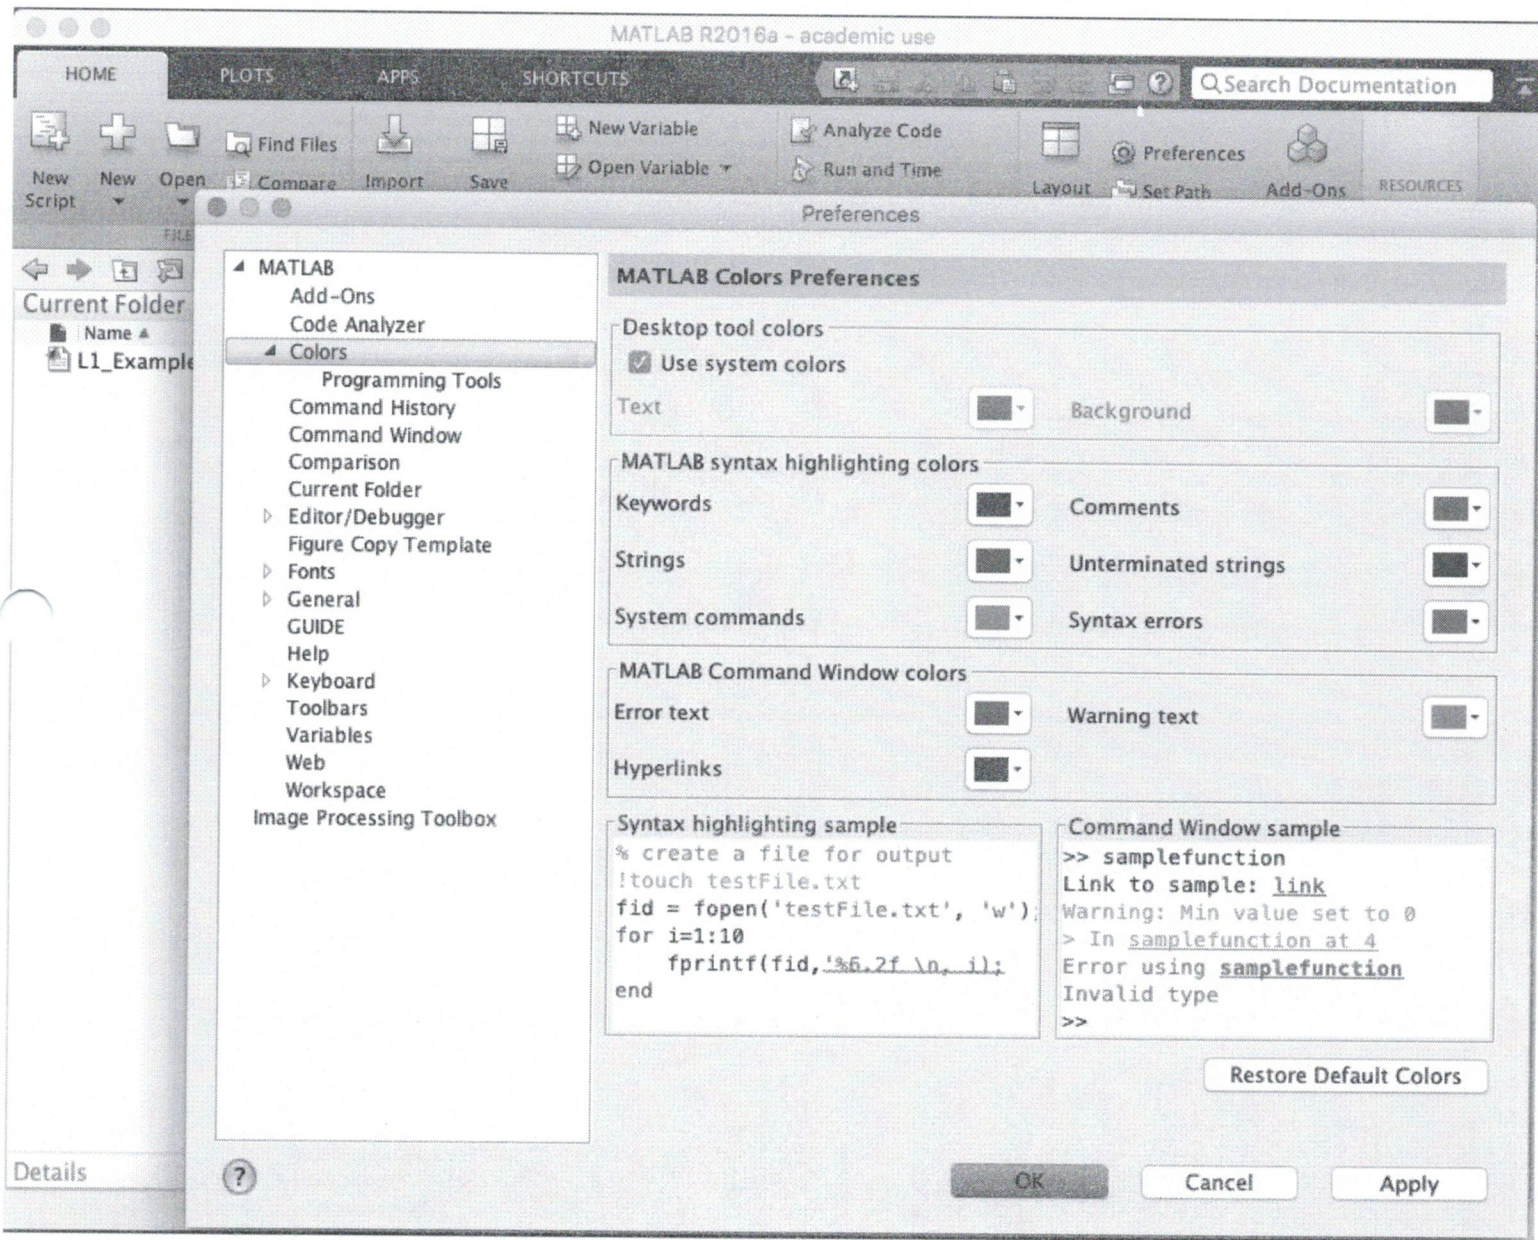 MATLAB R2016a - academic use
HOME PLOTS APPS SHORTCUTS Search Documentation
New Script New Open Find Files Compare Import Save New Variable Open Variable Analyze Code Run and Time Layout Preferences Set Path Add-Ons RESOURCES
FILE
Preferences
Current Folder
Name
L1_Example
Details
MATLAB
Add-Ons
Code Analyzer
Colors
Programming Tools
Command History
Command Window
Comparison
Current Folder
Editor/Debugger
Figure Copy Template
Fonts
General
GUIDE
Help
Keyboard
Toolbars
Variables
Web
Workspace
Image Processing Toolbox
MATLAB Colors Preferences
Desktop tool colors
Use system colors
Text Background
MATLAB syntax highlighting colors
Keywords Comments
Strings Unterminated strings
System commands Syntax errors
MATLAB Command Window colors
Error text Warning text
Hyperlinks
Syntax highlighting sample
% create a file for output
!touch testFile.txt
fid = fopen('testFile.txt', 'w');
for i=1:10
fprintf(fid,'%6.2f \n, i);
end
Command Window sample
>> samplefunction
Link to sample: link
Warning: Min value set to 0
> In samplefunction at 4
Error using samplefunction
Invalid type
>>
Restore Default Colors
? OK Cancel Apply